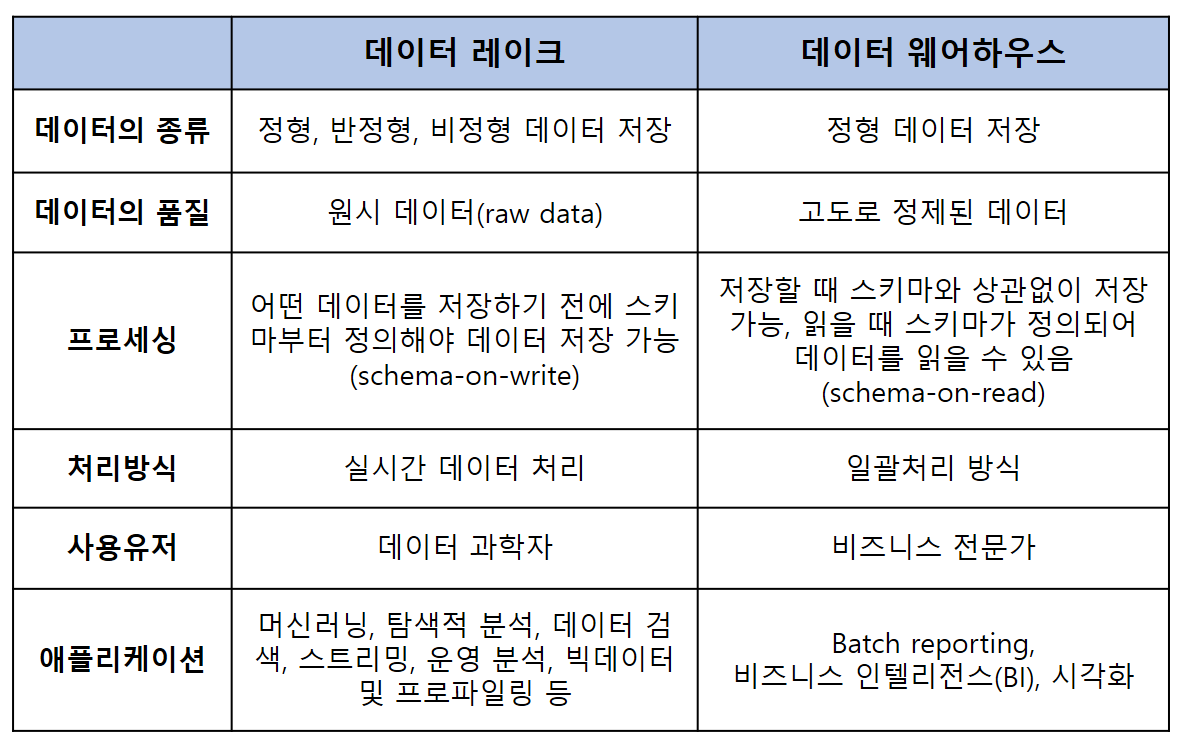 데이터 레이크
데이터 웨어하우스
데이터의 종류
정형, 반정형, 비정형 데이터 저장
정형 데이터 저장
데이터의 품질
원시 데이터(raw data)
고도로 정제된 데이터
프로세싱
어떤 데이터를 저장하기 전에 스키
마부터 정의해야 데이터 저장 가능
(schema-on-write)
저장할 때 스키마와 상관없이 저장
가능, 읽을 때 스키마가 정의되어
데이터를 읽을 수 있음
(schema-on-read)
처리방식
실시간 데이터 처리
일괄처리 방식
사용유저
데이터 과학자
비즈니스 전문가
애플리케이션
머신러닝, 탐색적 분석, 데이터 검
색, 스트리밍, 운영 분석, 빅데이터
및 프로파일링 등
Batch reporting,
비즈니스 인텔리전스(BI), 시각화